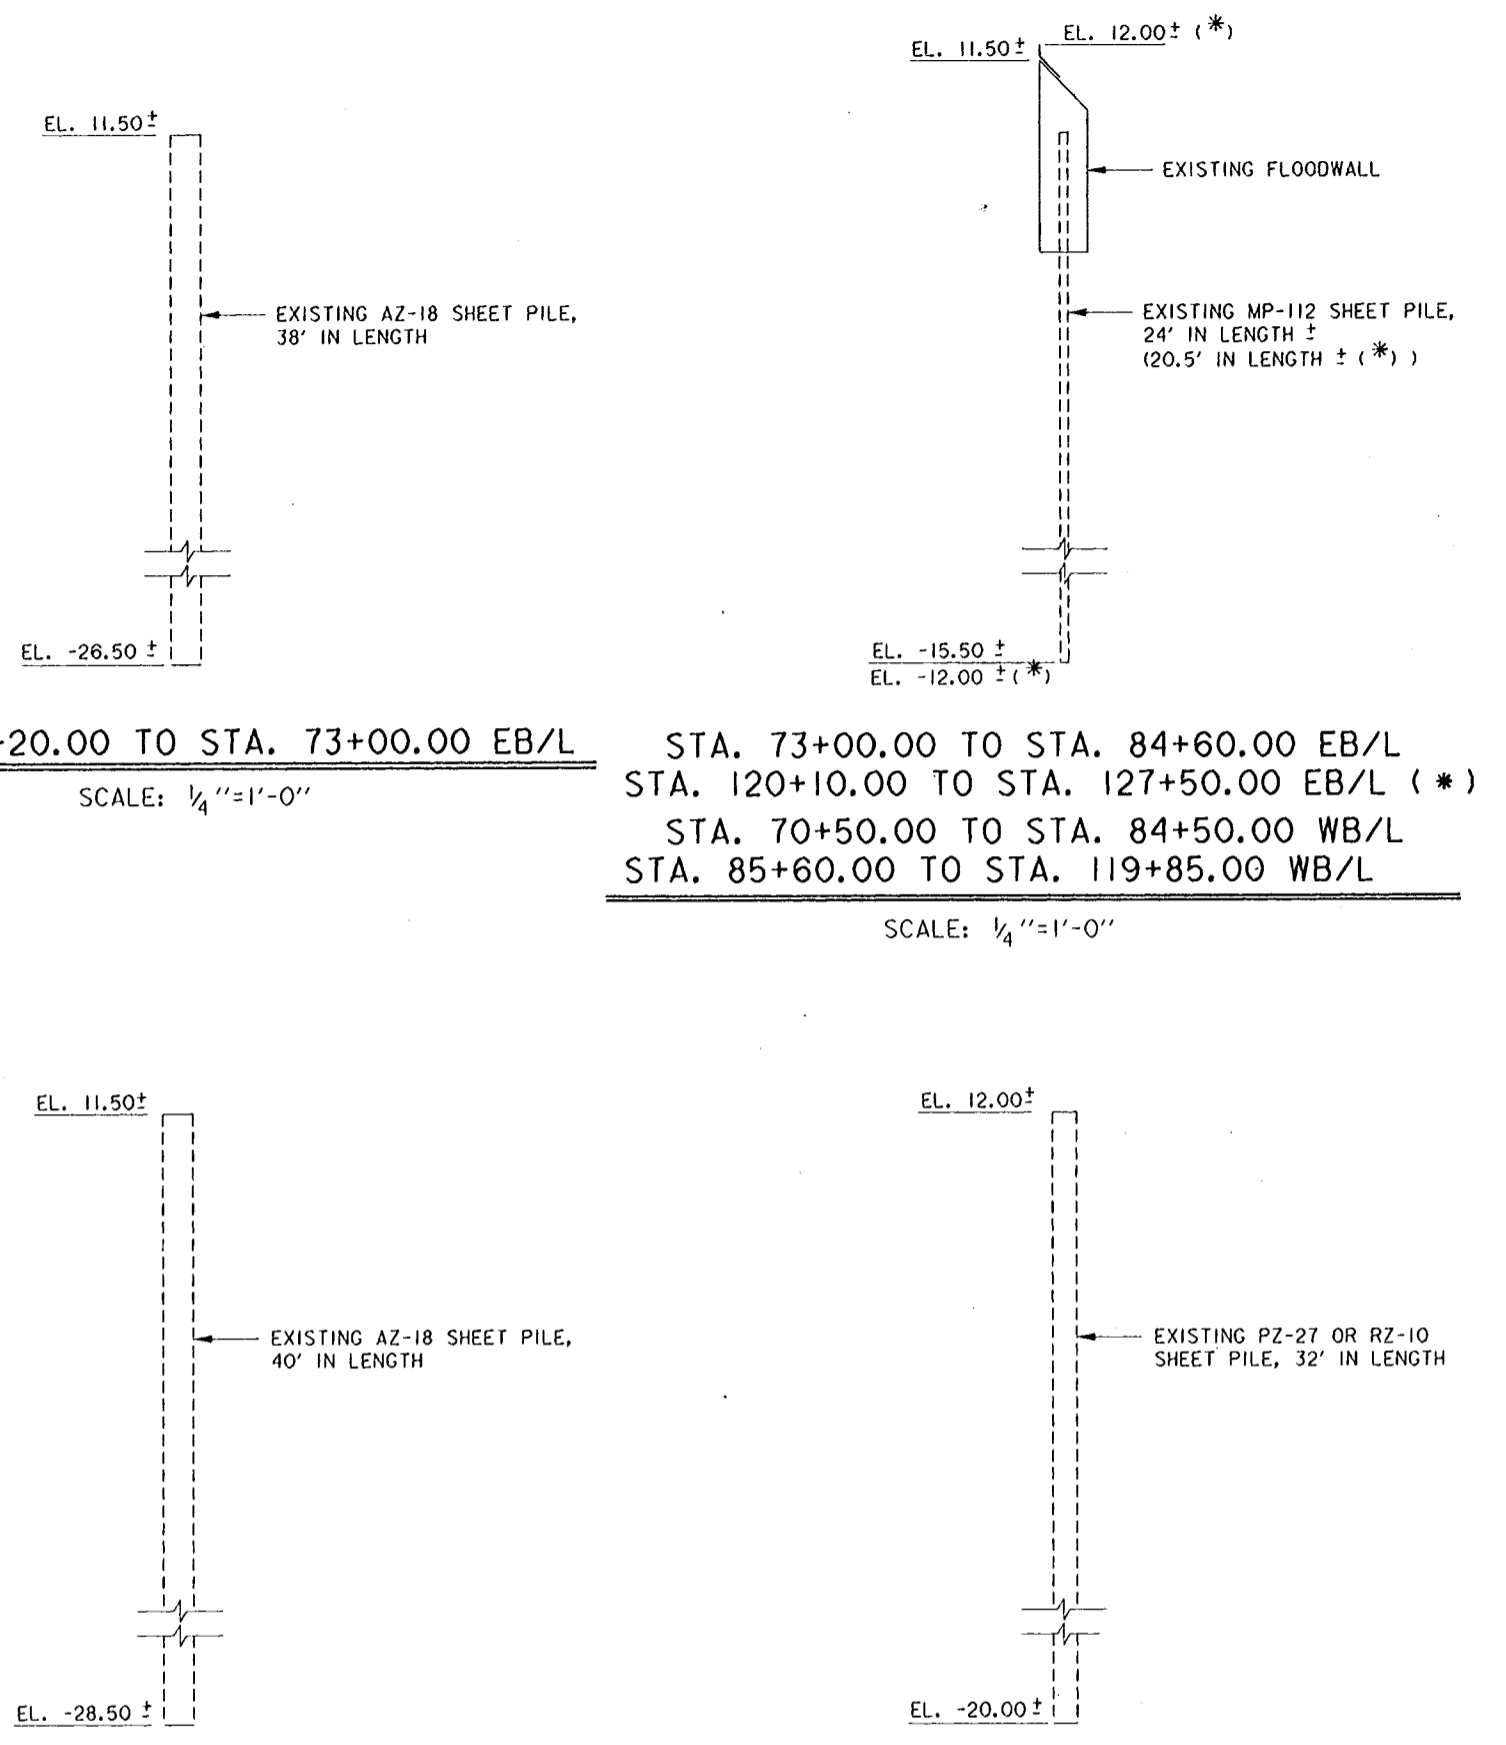 EL. 11.50±
EXISTING AZ-18 SHEET PILE,
38' IN LENGTH
EL. -26.50 ±
20.00 TO STA. 73+00.00 EB/L
SCALE: 1/4"=1'-0"
EL. 12.00± (*)
EL. 11.50±
EXISTING FLOODWALL
EXISTING MP-112 SHEET PILE,
24' IN LENGTH ±
(20.5' IN LENGTH ± (*) )
EL. -15.50 ±
EL. -12.00 ± (*)
STA. 73+00.00 TO STA. 84+60.00 EB/L
STA. 120+10.00 TO STA. 127+50.00 EB/L (*)
STA. 70+50.00 TO STA. 84+50.00 WB/L
STA. 85+60.00 TO STA. 119+85.00 WB/L
SCALE: 1/4"=1'-0"
EL. 11.50±
EXISTING AZ-18 SHEET PILE,
40' IN LENGTH
EL. -28.50 ±
EL. 12.00±
EXISTING PZ-27 OR RZ-10
SHEET PILE, 32' IN LENGTH
EL. -20.00±